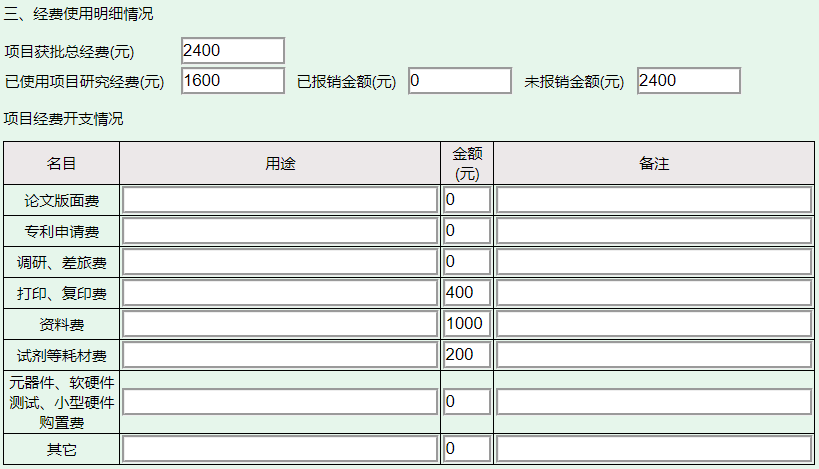 三、经费使用明细情况
项目获批总经费(元) 2400
已使用项目研究经费(元) 1600 已报销金额(元) 0 未报销金额(元) 2400
项目经费开支情况
名目 用途 金额(元) 备注
论文版面费 0
专利申请费 0
调研、差旅费 0
打印、复印费 400
资料费 1000
试剂等耗材费 200
元器件、软硬件
测试、小型硬件
购置费 0
其它 0